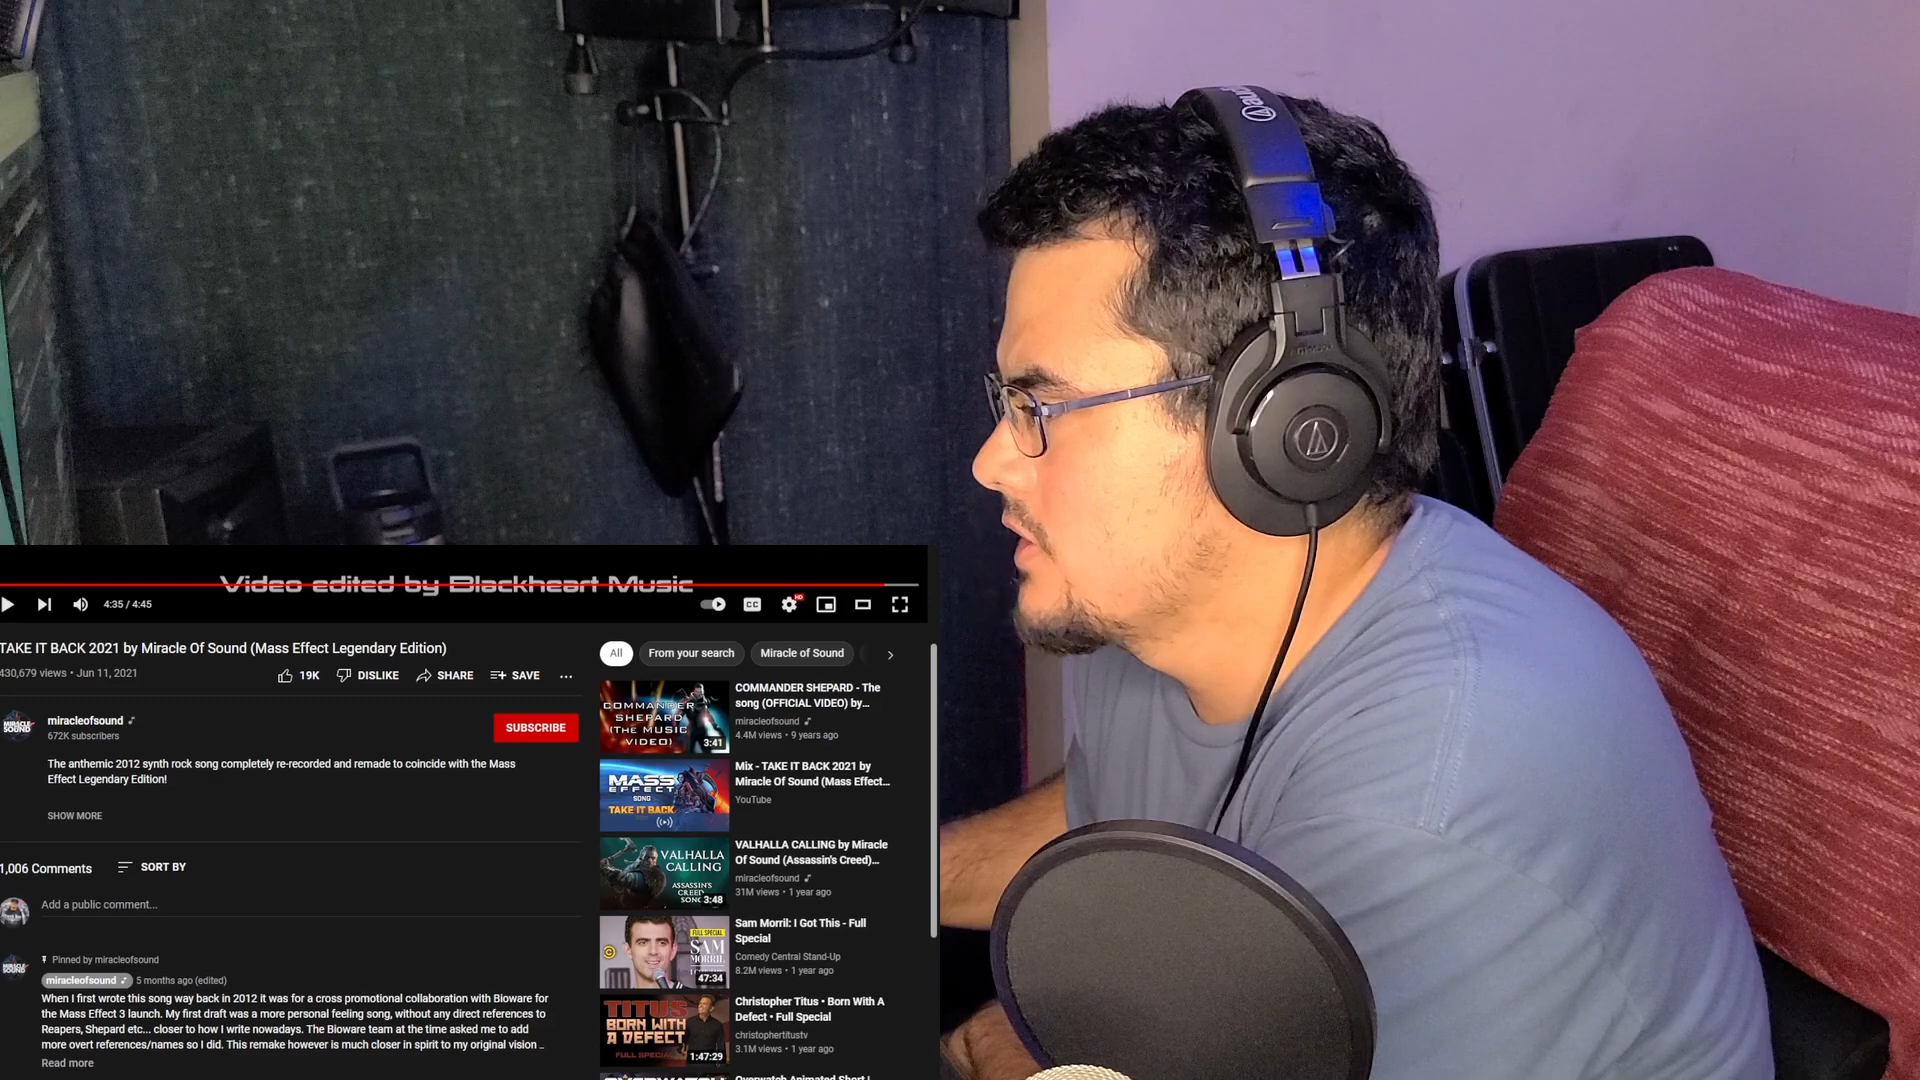 audio
Video edited by Blackheart Music
4:35 / 4:45
CC
HD
TAKE IT BACK 2021 by Miracle Of Sound (Mass Effect Legendary Edition)
430,679 views • Jun 11, 2021
19K
DISLIKE
SHARE
SAVE
...
MIRACLE OF SOUND
miracleofsound
672K subscribers
SUBSCRIBE
The anthemic 2012 synth rock song completely re-recorded and remade to coincide with the Mass
Effect Legendary Edition!
SHOW MORE
1,006 Comments
SORT BY
Add a public comment...
Pinned by miracleofsound
miracleofsound
5 months ago (edited)
When I first wrote this song way back in 2012 it was for a cross promotional collaboration with Bioware for
the Mass Effect 3 launch. My first draft was a more personal feeling song, without any direct references to
Reapers, Shepard etc... closer to how I write nowadays. The Bioware team at the time asked me to add
more overt references/names so I did. This remake however is much closer in spirit to my original vision ..
Read more
All
From your search
Miracle of Sound
COMMANDER
SHEPARD
(THE MUSIC
VIDEO)
3:41
COMMANDER SHEPARD - The
song (OFFICIAL VIDEO) by…
miracleofsound
4.4M views • 9 years ago
MASS
EFFECT
SONG
TAKE IT BACK
Mix - TAKE IT BACK 2021 by
Miracle Of Sound (Mass Effect…
YouTube
VALHALLA
CALLING
ASSASSIN'S
CREED
SONG
3:48
VALHALLA CALLING by Miracle
Of Sound (Assassin's Creed)…
miracleofsound
31M views • 1 year ago
FULL SPECIAL
SAM
MORRIL
47:34
Sam Morril: I Got This - Full
Special
Comedy Central Stand-Up
8.2M views • 1 year ago
TITUS
BORN WITH
A DEFECT
FULL SPECIAL
1:47:29
Christopher Titus • Born With A
Defect • Full Special
christophertitustv
3.1M views • 1 year ago
Overwatch Animated Short |